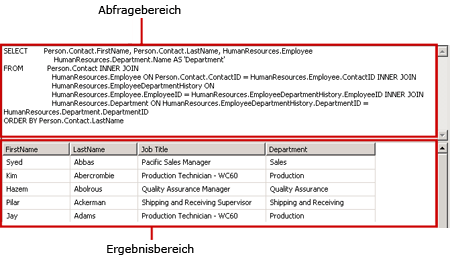 Abfragebereich
SELECT Person.Contact.FirstName, Person.Contact.LastName, HumanResources.Employee
HumanResources.Department.Name AS 'Department'
FROM Person.Contact INNER JOIN
HumanResources.Employee ON Person.Contact.ContactID = HumanResources.Employee.ContactID INNER JOIN
HumanResources.EmployeeDepartmentHistory ON
HumanResources.Employee.EmployeeID = HumanResources.EmployeeDepartmentHistory.EmployeeID INNER JOIN
HumanResources.Department ON HumanResources.EmployeeDepartmentHistory.DepartmentID =
HumanResources.Department.DepartmentID
ORDER BY Person.Contact.LastName
FirstName LastName Job Title Department
Syed Abbas Pacific Sales Manager Sales
Kim Abercrombie Production Technician - WC60 Production
Hazem Abolrous Quality Assurance Manager Quality Assurance
Pilar Ackerman Shipping and Receiving Supervisor Shipping and Receiving
Jay Adams Production Technician - WC60 Production
Ergebnisbereich